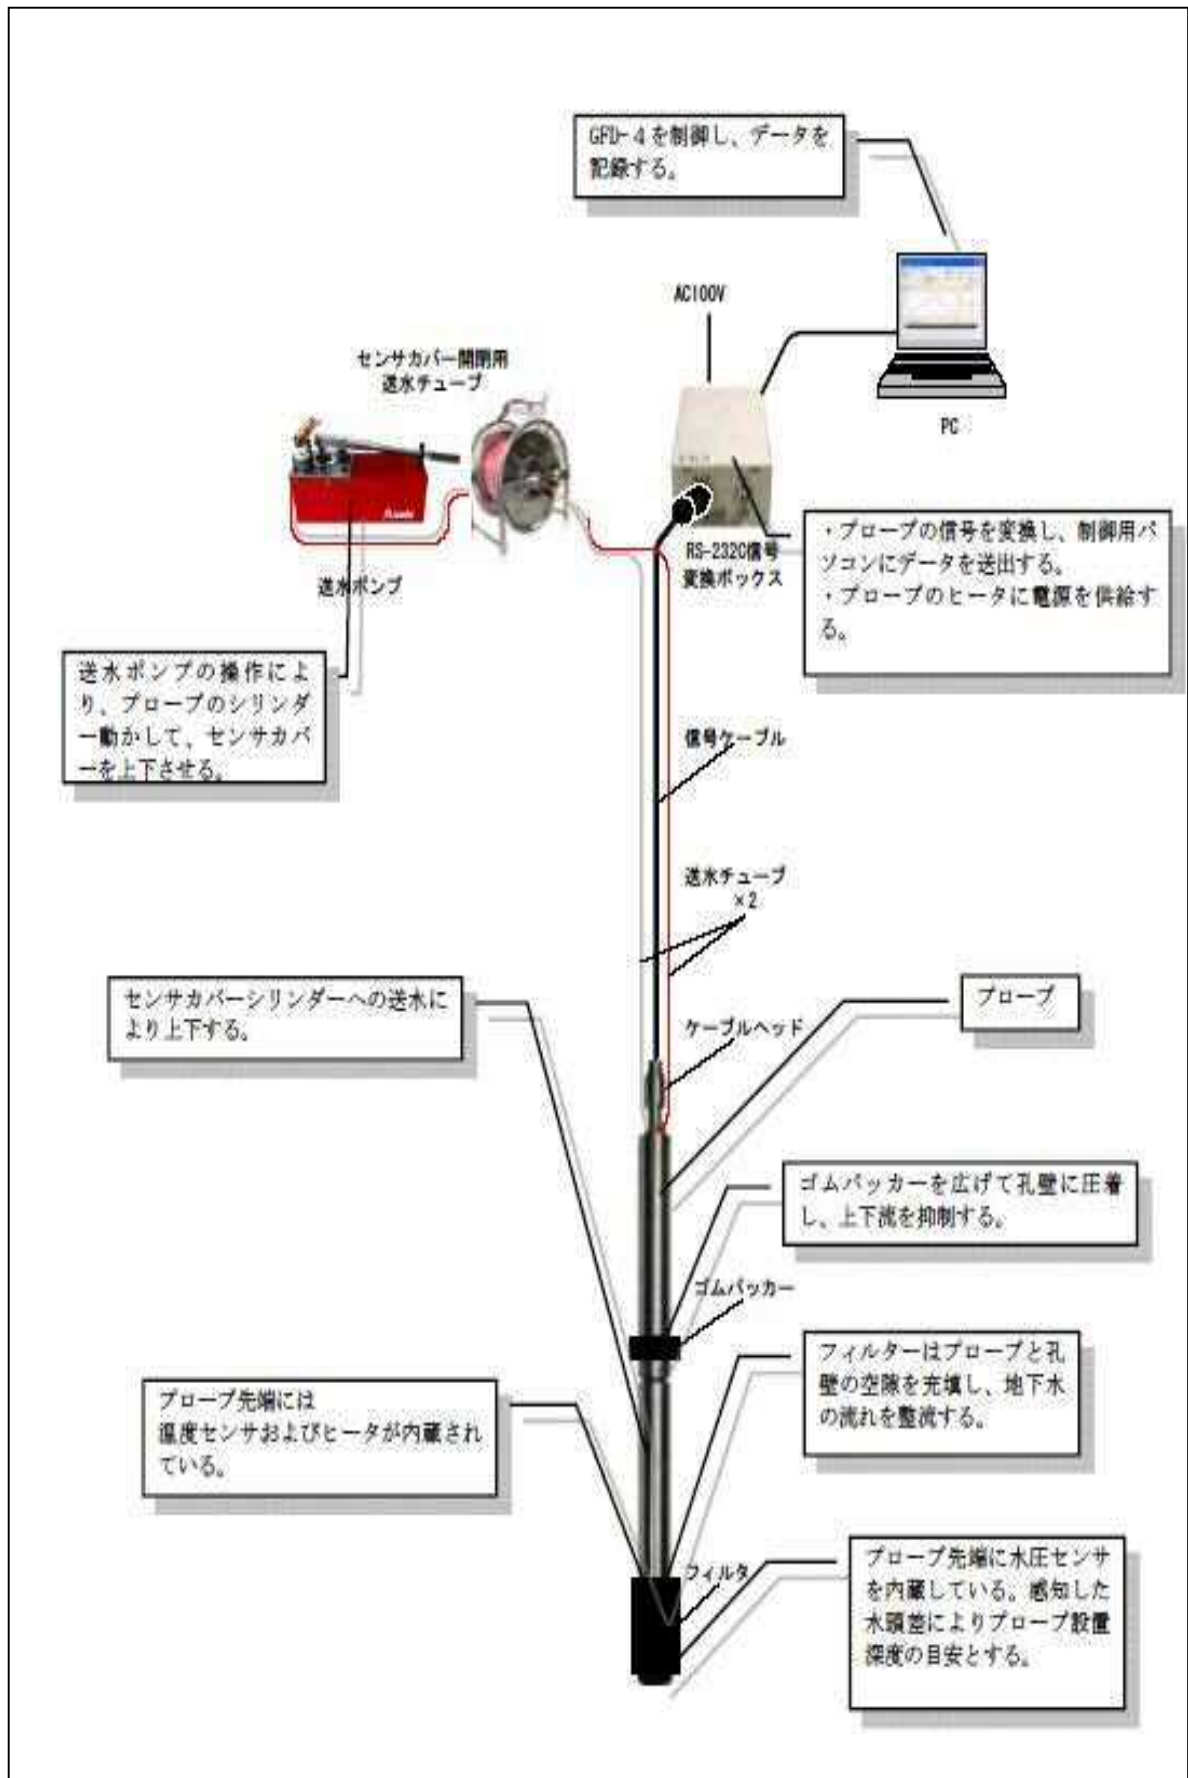 GFD-4を制御し、データを
記録する。
AC100V
センサカバー開閉用
送水チューブ
PC
RS-232C信号
変換ボックス
・プローブの信号を変換し、制御用パ
ソコンにデータを送出する。
・プローブのヒータに電源を供給す
る。
送水ポンプ
送水ポンプの操作によ
り、プローブのシリンダ
ー動かして、センサカバ
ーを上下させる。
信号ケーブル
送水チューブ
×2
センサカバーシリンダーへの送水に
より上下する。
プローブ
ケーブルヘッド
ゴムパッカーを広げて孔壁に圧着
し、上下流を抑制する。
ゴムパッカー
フィルターはプローブと孔
壁の空隙を充填し、地下水
の流れを整流する。
プローブ先端には
温度センサおよびヒータが内蔵され
ている。
フィルタ
プローブ先端に水圧センサ
を内蔵している。感知した
水頭差によりプローブ設置
深度の目安とする。